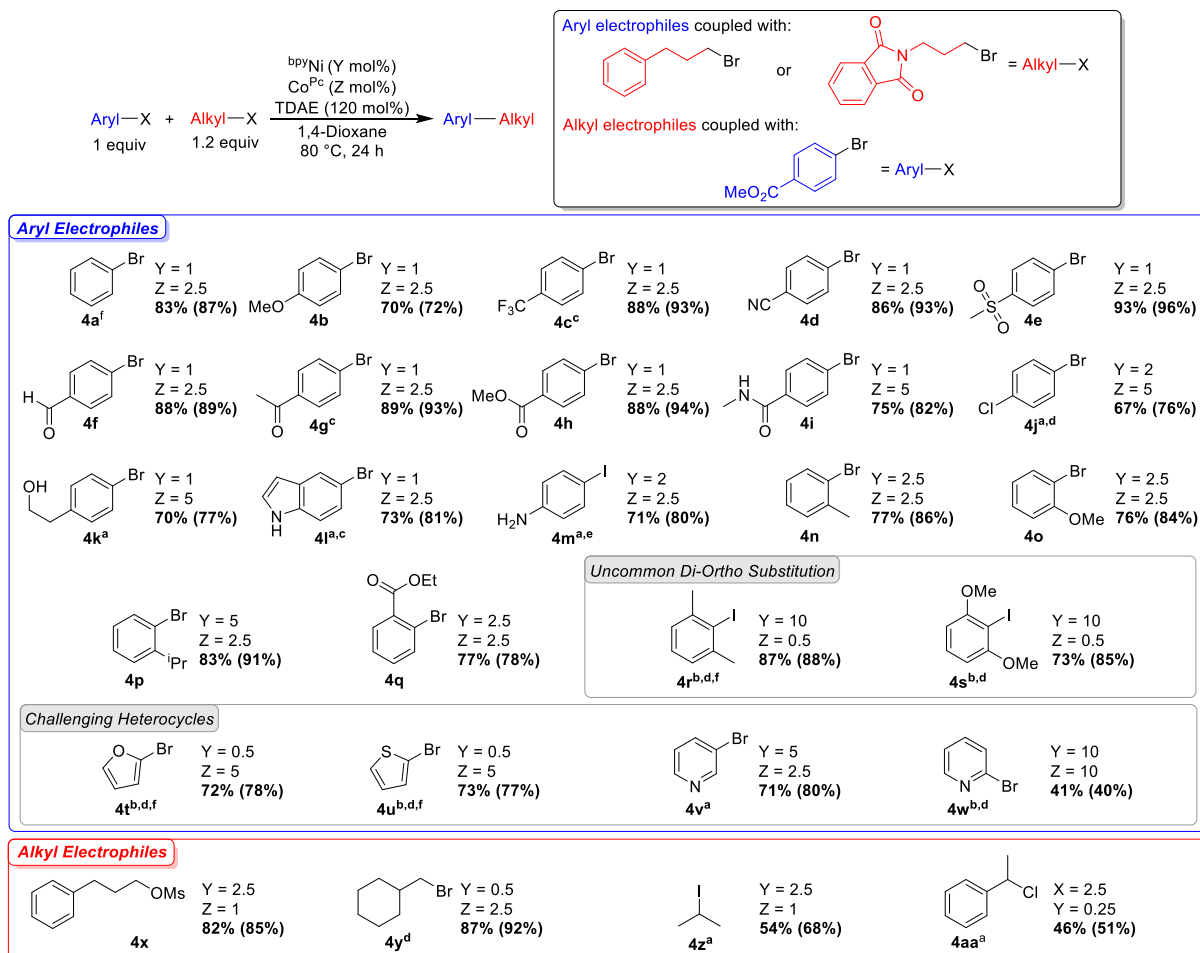 Aryl electrophiles coupled with:
Br
or
O
N
O
Br
= Alkyl—X
Alkyl electrophiles coupled with:
Br
MeO2C
= Aryl—X
Aryl—X + Alkyl—X
1 equiv 1.2 equiv
bpyNi (Y mol%)
CoPc (Z mol%)
TDAE (120 mol%)
1,4-Dioxane
80 °C, 24 h
Aryl—Alkyl
Aryl Electrophiles
Br
Y = 1
Z = 2.5
83% (87%)
4af
Br
MeO
Y = 1
Z = 2.5
70% (72%)
4b
Br
F3C
Y = 1
Z = 2.5
88% (93%)
4cc
Br
NC
Y = 1
Z = 2.5
86% (93%)
4d
Br
O
S
O
Y = 1
Z = 2.5
93% (96%)
4e
Br
H
O
Y = 1
Z = 2.5
88% (89%)
4f
Br
O
Y = 1
Z = 2.5
89% (93%)
4gc
Br
MeO
O
Y = 1
Z = 2.5
88% (94%)
4h
Br
H
N
O
Y = 1
Z = 5
75% (82%)
4i
Br
Cl
Y = 2
Z = 5
67% (76%)
4ja,d
OH
Br
Y = 1
Z = 5
70% (77%)
4ka
Br
N
H
Y = 1
Z = 2.5
73% (81%)
4la,c
I
H2N
Y = 2
Z = 2.5
71% (80%)
4ma,e
Br
Y = 2.5
Z = 2.5
77% (86%)
4n
Br
OMe
Y = 2.5
Z = 2.5
76% (84%)
4o
Br
iPr
Y = 5
Z = 2.5
83% (91%)
4p
O
OEt
Br
Y = 2.5
Z = 2.5
77% (78%)
4q
Uncommon Di-Ortho Substitution
I
Y = 10
Z = 0.5
87% (88%)
4rb,d,f
OMe
I
OMe
Y = 10
Z = 0.5
73% (85%)
4sb,d
Challenging Heterocycles
O
Br
Y = 0.5
Z = 5
72% (78%)
4tb,d,f
S
Br
Y = 0.5
Z = 5
73% (77%)
4ub,d,f
Br
N
Y = 5
Z = 2.5
71% (80%)
4va
N
Br
Y = 10
Z = 10
41% (40%)
4wb,d
Alkyl Electrophiles
OMs
Y = 2.5
Z = 1
82% (85%)
4x
Br
Y = 0.5
Z = 2.5
87% (92%)
4yd
I
Y = 2.5
Z = 1
54% (68%)
4za
Cl
X = 2.5
Y = 0.25
46% (51%)
4aaa